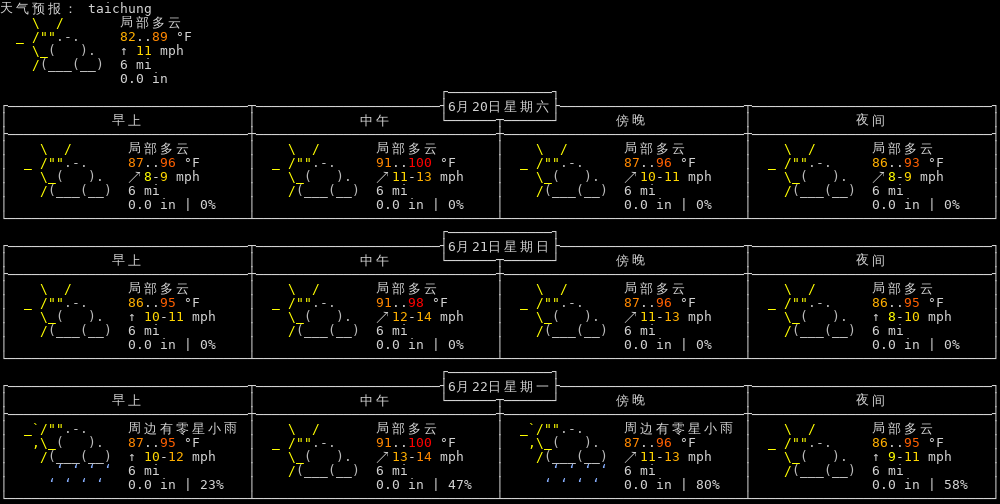 天气预报： taichung
局部多云
82..89 °F
↑ 11 mph
6 mi
0.0 in
6月20日星期六
早上 中午 傍晚 夜间
局部多云 局部多云 局部多云 局部多云
87..96 °F 91..100 °F 87..96 °F 86..93 °F
↗ 8-9 mph ↗ 11-13 mph ↗ 10-11 mph ↗ 8-9 mph
6 mi 6 mi 6 mi 6 mi
0.0 in | 0% 0.0 in | 0% 0.0 in | 0% 0.0 in | 0%
6月21日星期日
早上 中午 傍晚 夜间
局部多云 局部多云 局部多云 局部多云
86..95 °F 91..98 °F 87..96 °F 86..95 °F
↑ 10-11 mph ↗ 12-14 mph ↗ 11-13 mph ↑ 8-10 mph
6 mi 6 mi 6 mi 6 mi
0.0 in | 0% 0.0 in | 0% 0.0 in | 0% 0.0 in | 0%
6月22日星期一
早上 中午 傍晚 夜间
周边有零星小雨 局部多云 周边有零星小雨 局部多云
87..95 °F 91..100 °F 87..96 °F 86..95 °F
↑ 10-12 mph ↗ 13-14 mph ↗ 11-13 mph ↑ 9-11 mph
6 mi 6 mi 6 mi 6 mi
0.0 in | 23% 0.0 in | 47% 0.0 in | 80% 0.0 in | 58%